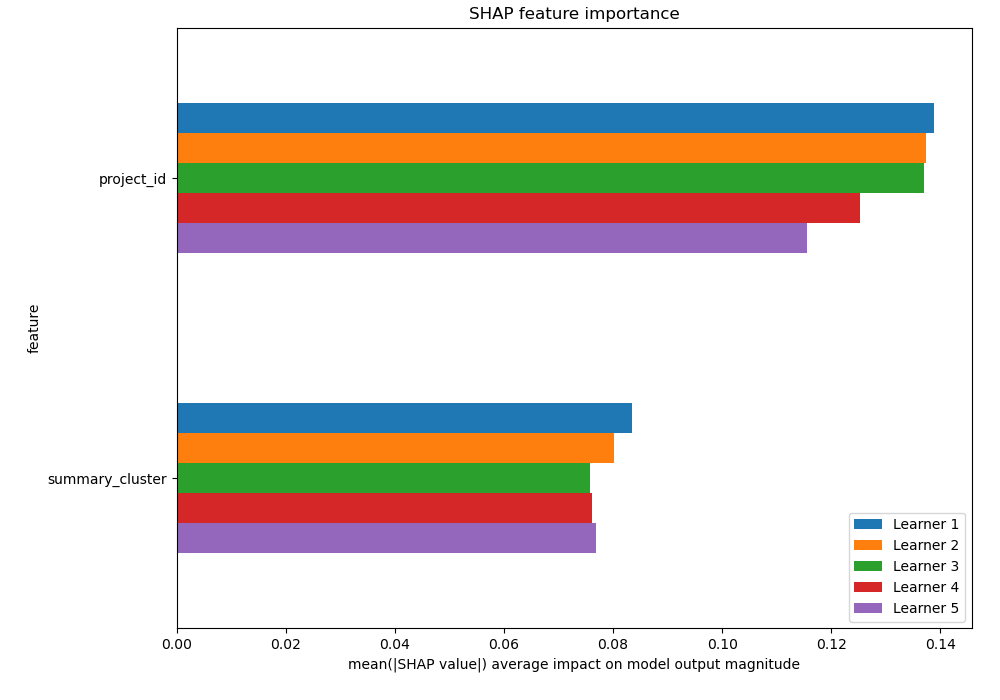 SHAP feature importance
project_id
feature
summary_cluster
Learner 1
Learner 2
Learner 3
Learner 4
Learner 5
0.00 0.02 0.04 0.06 0.08 0.10 0.12 0.14
mean(|SHAP value|) average impact on model output magnitude